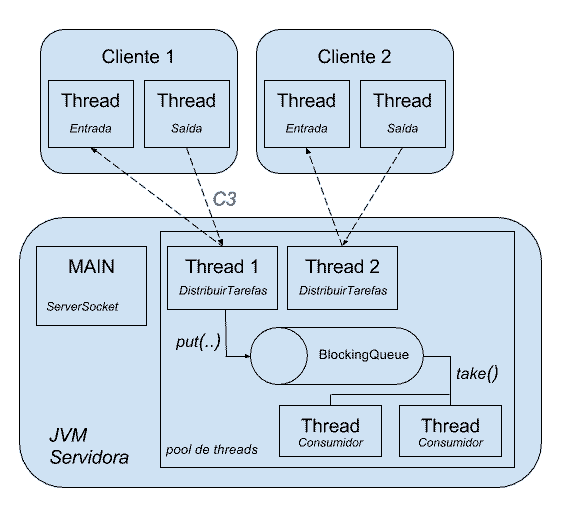 Cliente 1
Thread
Entrada
Thread
Saída
Cliente 2
Thread
Entrada
Thread
Saída
C3
MAIN
ServerSocket
Thread 1
DistribuirTarefas
Thread 2
DistribuirTarefas
put(..)
BlockingQueue
take()
Thread
Consumidor
Thread
Consumidor
JVM
Servidora
pool de threads